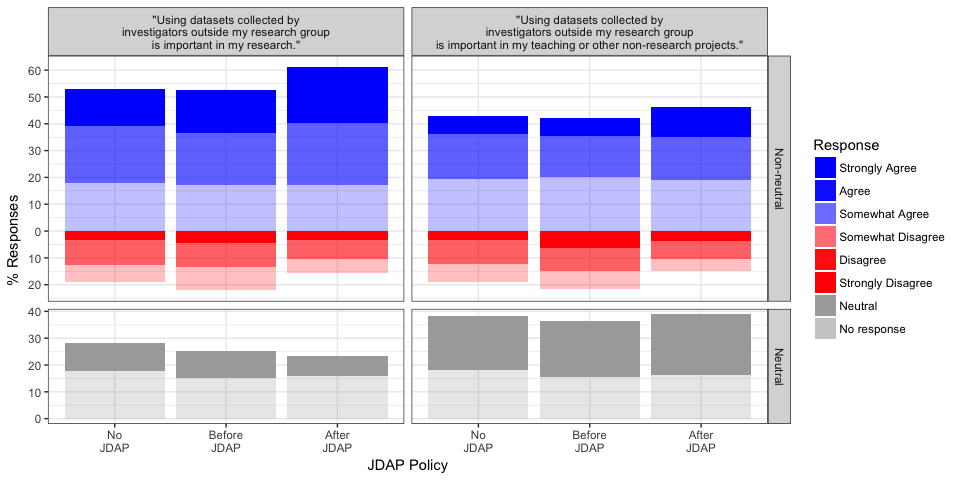 "Using datasets collected by
investigators outside my research group
is important in my research."
"Using datasets collected by
investigators outside my research group
is important in my teaching or other non-research projects."
% Responses
60
50
40
30
20
10
0
10
20
Non-neutral
40
30
20
10
0
Neutral
No
JDAP
Before
JDAP
After
JDAP
No
JDAP
Before
JDAP
After
JDAP
JDAP Policy
Response
Strongly Agree
Agree
Somewhat Agree
Somewhat Disagree
Disagree
Strongly Disagree
Neutral
No response